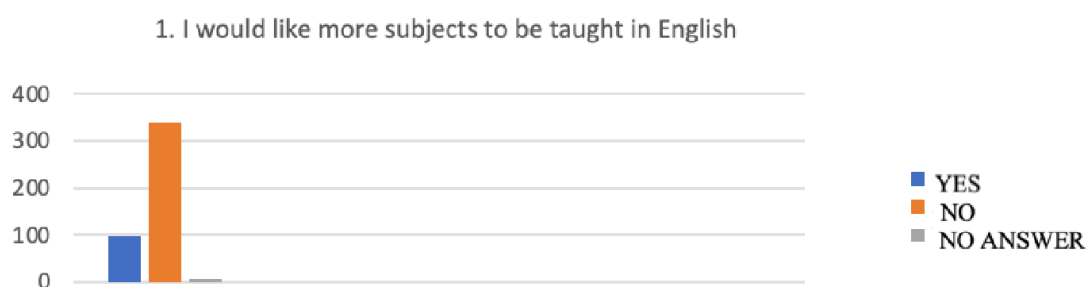 1. I would like more subjects to be taught in English
400
300
200
100
0
YES
NO
NO ANSWER